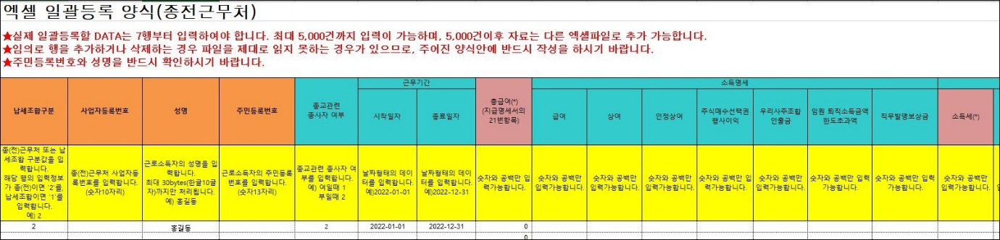 엑셀 일괄등록 양식(종전근무처)
★실제 일괄등록할 DATA는 7행부터 입력하여야 합니다. 최대 5,000건까지 입력이 가능하며, 5,000건이후 자료는 다른 엑셀파일로 추가 가능합니다.
★임의로 행을 추가하거나 삭제하는 경우 파일을 제대로 읽지 못하는 경우가 있으므로, 주어진 양식안에 반드시 작성을 하시기 바랍니다.
★주민등록번호와 성명을 반드시 확인하시기 바랍니다.
납세조합구분
사업자등록번호
성명
주민등록번호
종교관련
종사자 여부
근무기간
시작일자
종료일자
총급여(*)
(지급명세서의
21번항목)
소득명세
급여
상여
인정상여
주식매수선택권
행사이익
우리사주조합
인출금
임원 퇴직소득금액
한도초과액
직무발명보상금
소득세(*)
종(전)근무처 또는 납
세조합 구분값을 입
력합니다.
해당 행의 입력정보
가 종(전)이면 '2'를,
납세조합이면 '1'를
입력합니다.
예) 2
종(전)근무처 사업자등
록번호를 입력합니다.
(숫자10자리)
근로소득자의 성명을 입
력합니다.
최대 30bytes(한글10글
자)까지만 처리됩니다.
예) 홍길동
근로소득자의 주민등록
번호를 입력합니다.
(숫자13자리)
종교관련 종사자 여
부를 입력합니다.
예) 여일때 1
부일때 2
날짜형태의 데이
터를 입력합니다.
예)2022-01-01
날짜형태의 데이
터를 입력합니다.
예)2022-12-31
숫자와 공백만 입
력가능합니다.
숫자와 공백만
입력가능합니다.
숫자와 공백만
입력가능합니다.
숫자와 공백만
입력가능합니다.
숫자와 공백만 입
력가능합니다.
숫자와 공백만
입력가능합니다.
숫자와 공백만 입
력가능합니다.
숫자와 공백만 입력
가능합니다.
숫자와 공백만
입력가능합니다.
2 홍길동 2 2022-01-01 2022-12-31 0
0